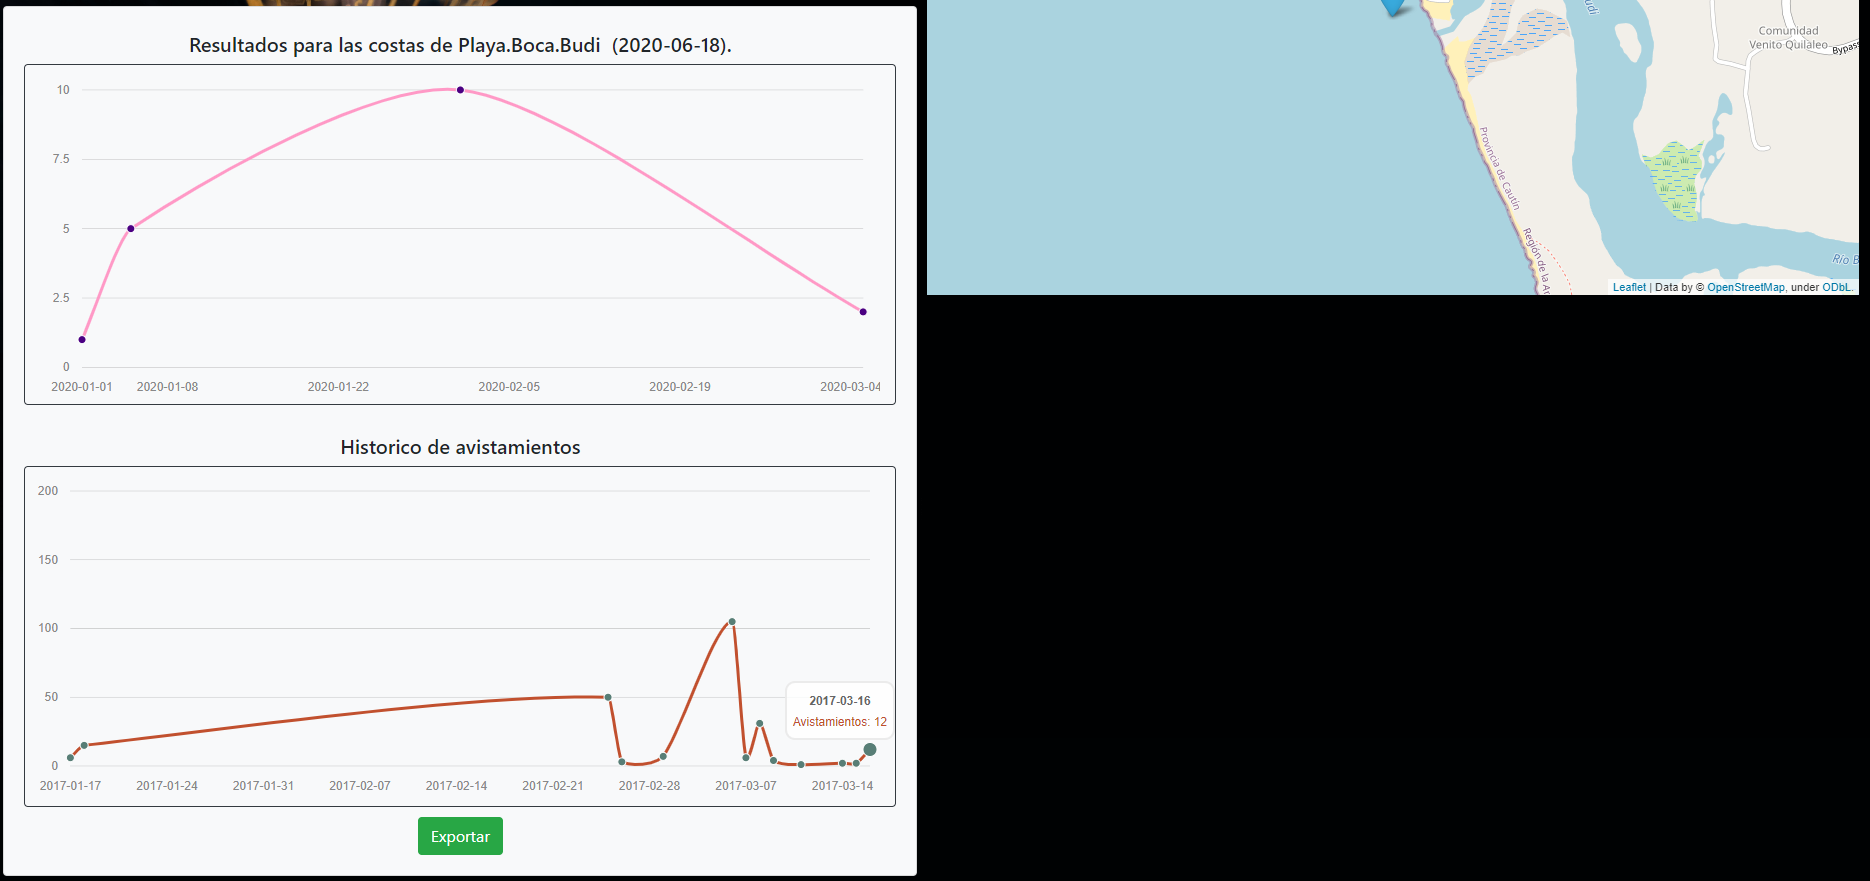 Resultados para las costas de Playa.Boca.Budi (2020-06-18).
10
7.5
5
2.5
0
2020-01-01 2020-01-08 2020-01-22 2020-02-05 2020-02-19 2020-03-04
Historico de avistamientos
200
150
100
50
0
2017-03-16
Avistamientos: 12
2017-01-17 2017-01-24 2017-01-31 2017-02-07 2017-02-14 2017-02-21 2017-02-28 2017-03-07 2017-03-14
Exportar
Comunidad
Venito Quilaleo
Bypass
Provincia de Cautín
Región de la Ar
Río B
Leaflet | Data by © OpenStreetMap, under ODbL.